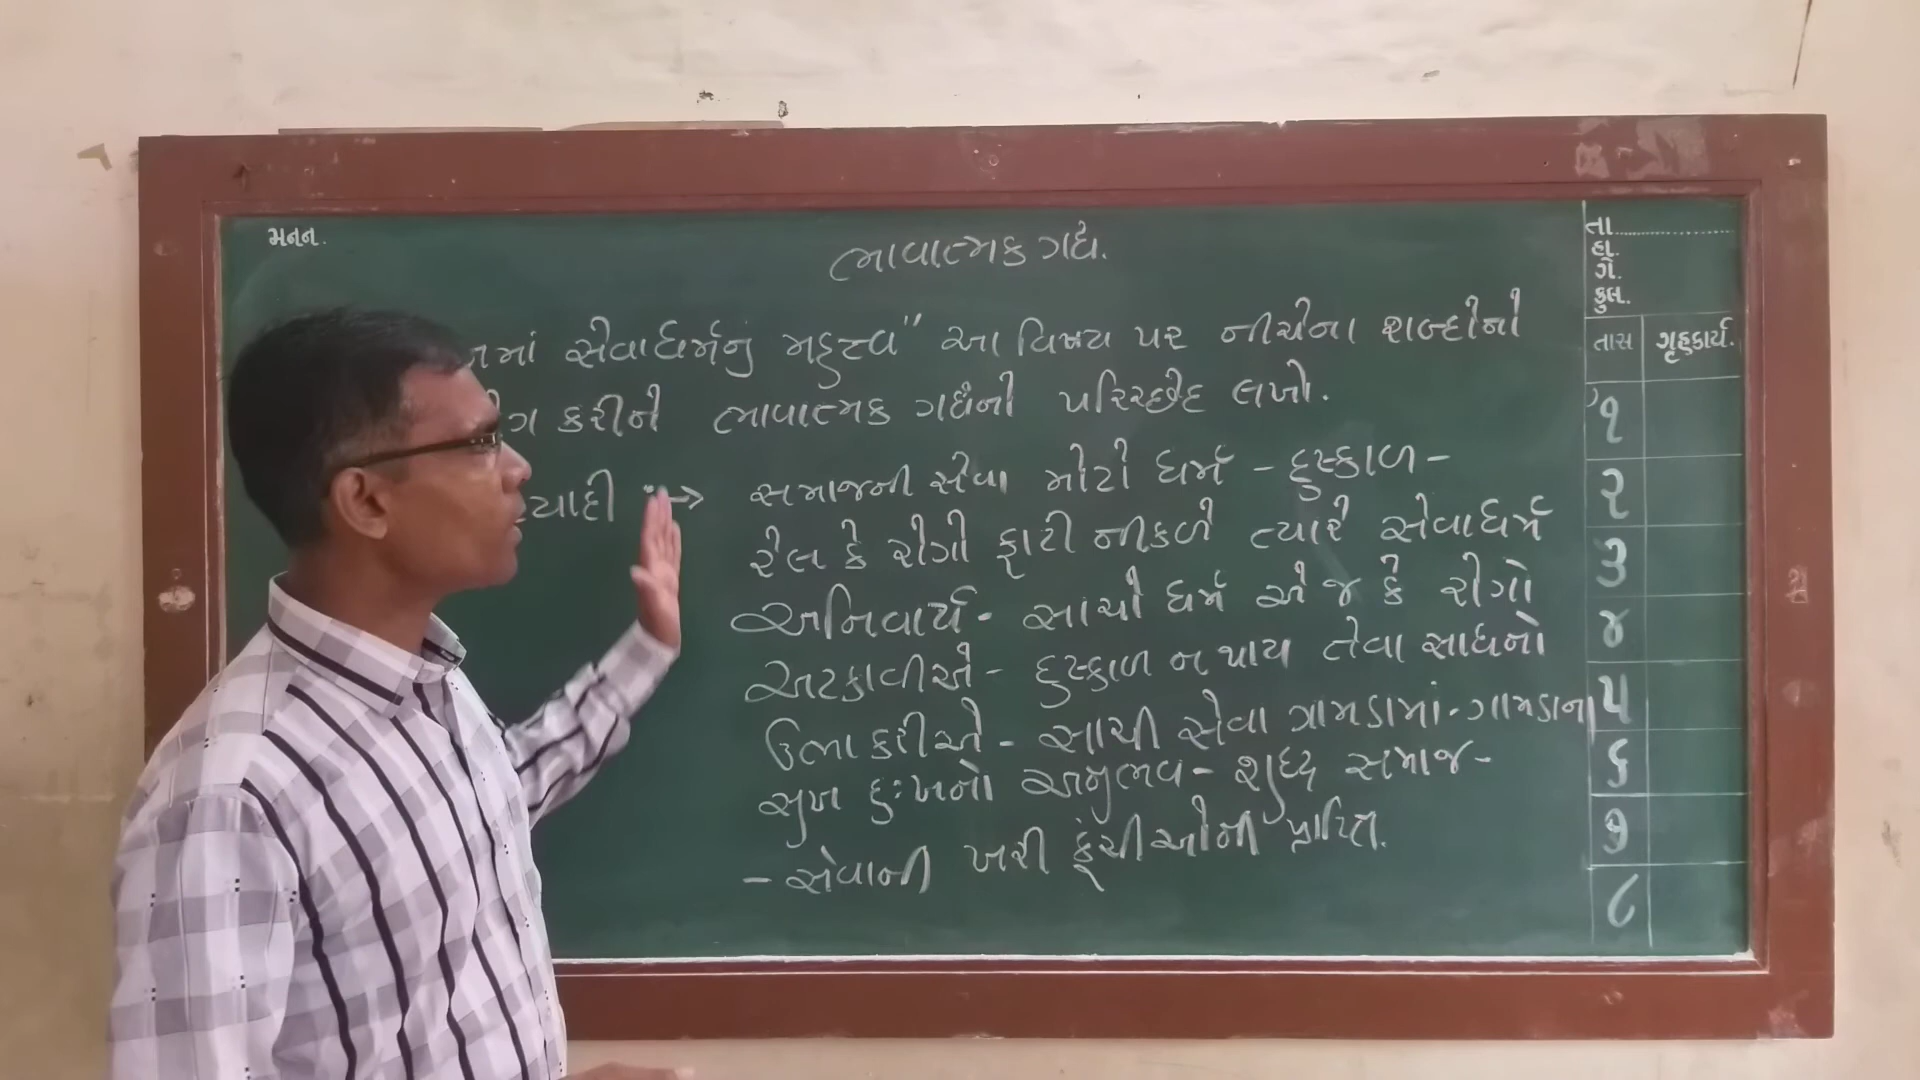 મનન.
ભાવાત્મક ગદ્ય.
સેવાધર્મનું મહત્ત્વ" આ વિષય પર નીચેના શબ્દોનો
કરીને ભાવાત્મક ગદ્યનો પરિચ્છેદ લખો.
યાદી → સમાજની સેવા મોટો ધર્મ - દુષ્કાળ -
રેલ કે રોગો ફાટી નીકળે ત્યારે સેવાધર્મ
અનિવાર્ય - સાચો ધર્મ એ જ કે રોગો
અટકાવીએ - દુષ્કાળ ન થાય તેવા સાધનો
ઉભા કરીએ - સાચી સેવા ગામડામાં - ગામડાના
સુખ દુઃખનો અનુભવ - શુધ્ધ સમાજ -
- સેવાની ખરી કૂંચીઓની પ્રાપ્તિ.
તા..................
હા.
ગે.
કુલ.
તાસ ગૃહકાર્ય.
૧
૨
૩
૪
૫
૬
૭
૮